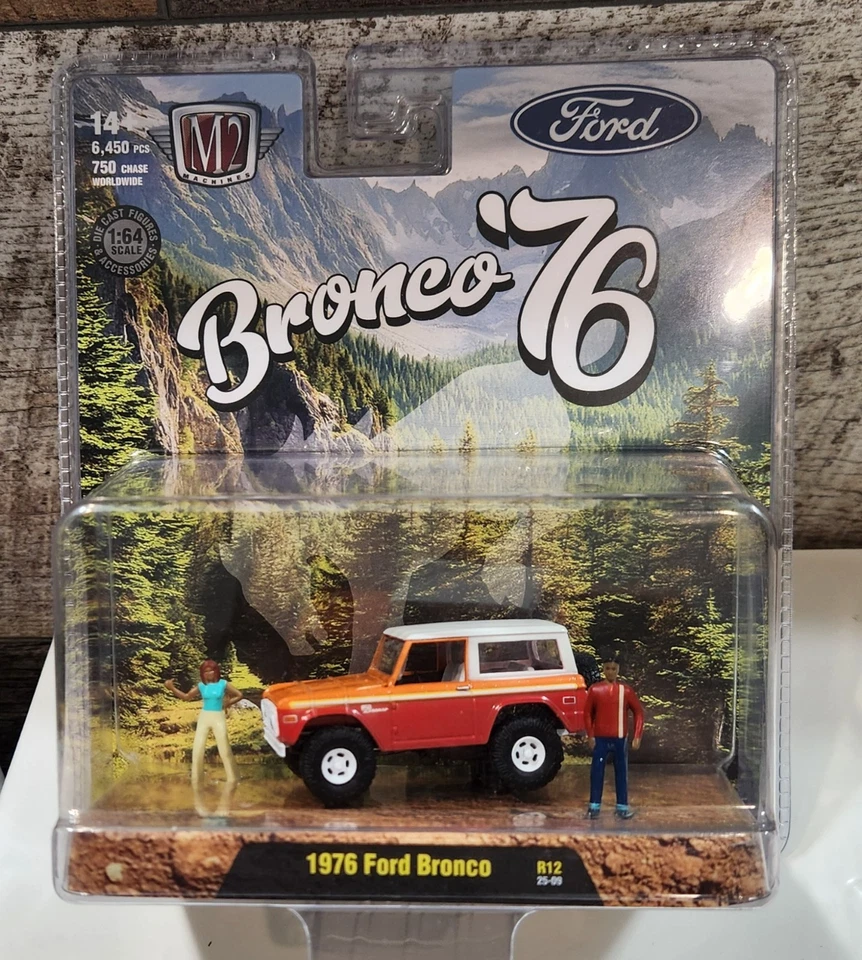 14+
6,450 PCS
750 CHASE
WORLDWIDE
M2
MACHINES
Ford
DIE CAST FIGURES
1:64
SCALE
& ACCESSORIES
Bronco '76
Bronco
1976 Ford Bronco
R12
25-09